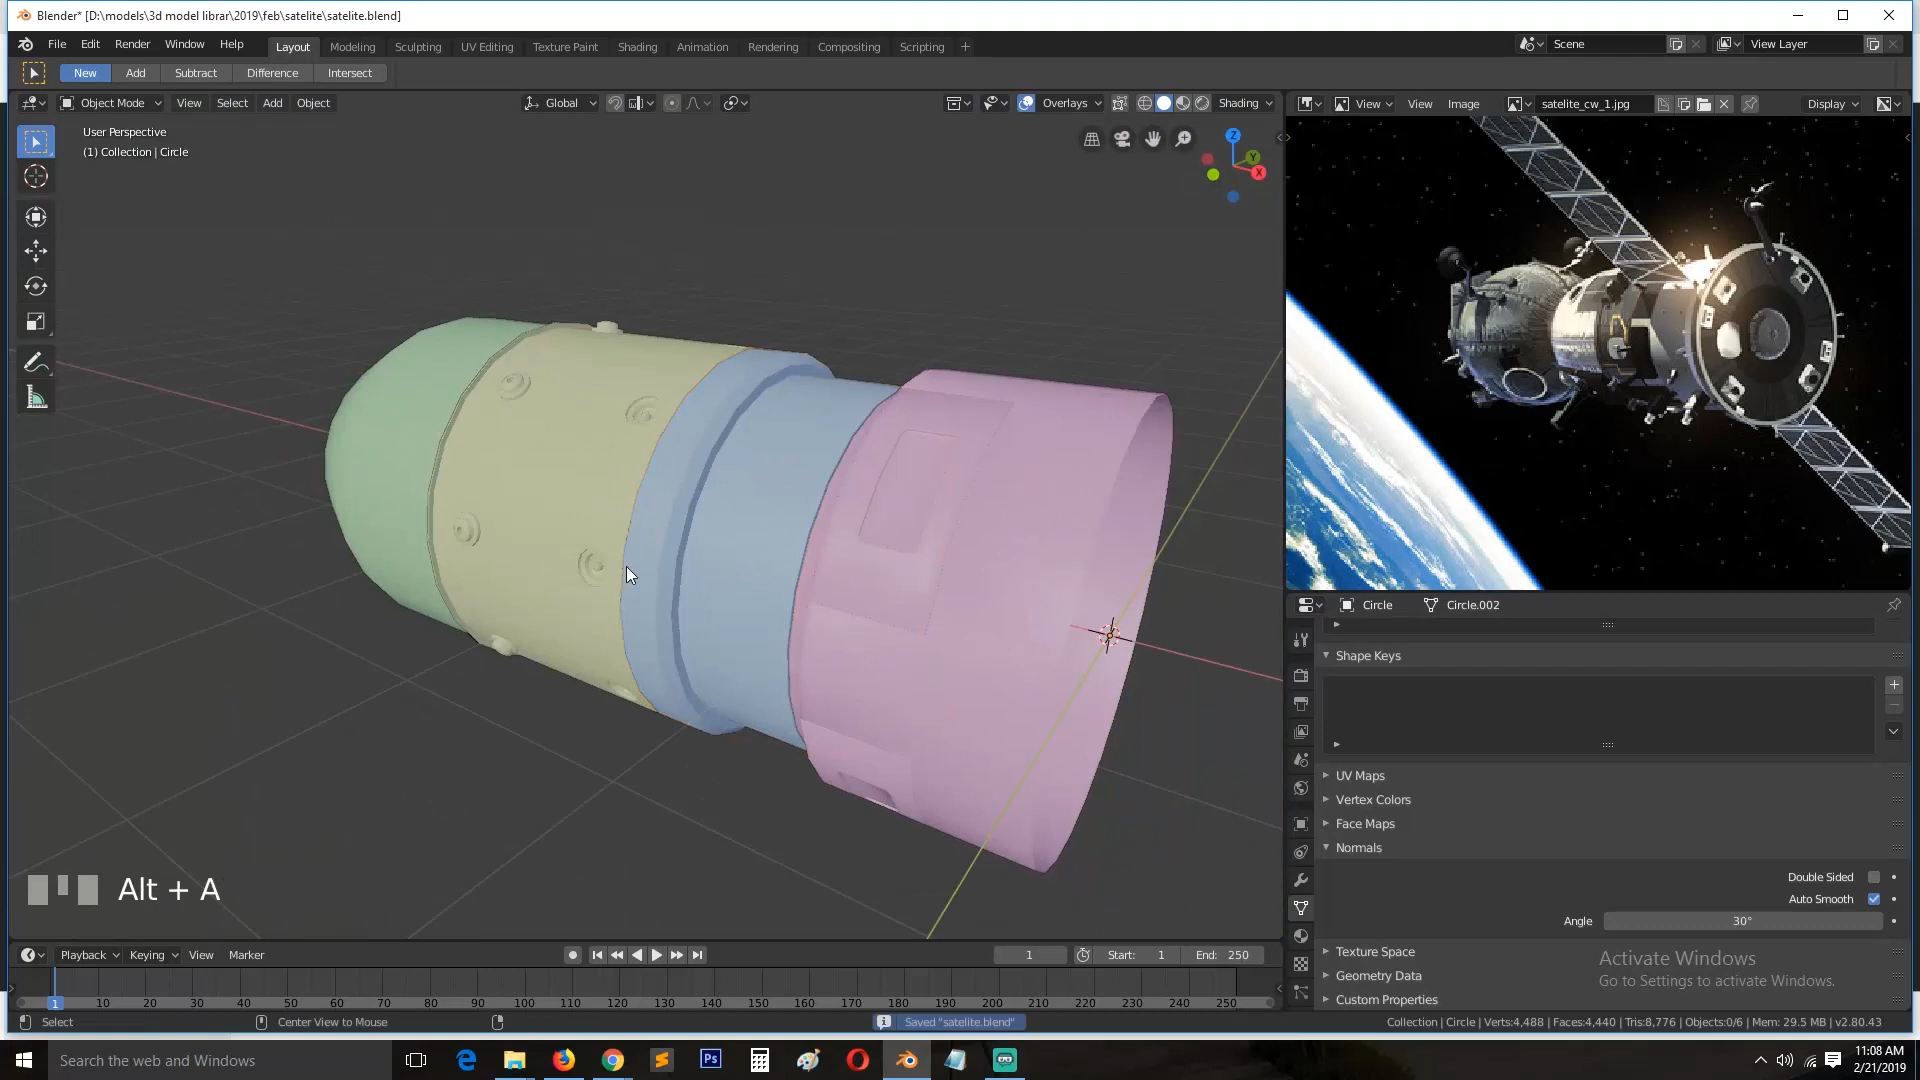 Blender* [D:\models\3d model librar\2019\feb\satelite\satelite.blend]
File Edit Render Window Help Layout Modeling Sculpting UV Editing Texture Paint Shading Animation Rendering Compositing Scripting + Scene View Layer
New Add Subtract Difference Intersect
Object Mode View Select Add Object Global Overlays Shading View View Image satelite_cw_1.jpg Display
User Perspective
(1) Collection | Circle
Z
Y
X
Circle Circle.002
Shape Keys
UV Maps
Vertex Colors
Face Maps
Normals
Double Sided
Auto Smooth
Angle 30°
Alt + A
Texture Space
Geometry Data
Custom Properties
Activate Windows
Go to Settings to activate Windows.
Playback Keying View Marker 1 Start: 1 End: 250
1 10 20 30 40 50 60 70 80 90 100 110 120 130 140 150 160 170 180 190 200 210 220 230 240 250
Select Center View to Mouse Saved "satelite.blend" Collection | Circle | Verts:4,488 | Faces:4,440 | Tris:8,776 | Objects:0/6 | Mem: 29.5 MB | v2.80.43
Search the web and Windows Ps
11:08 AM
2/21/2019